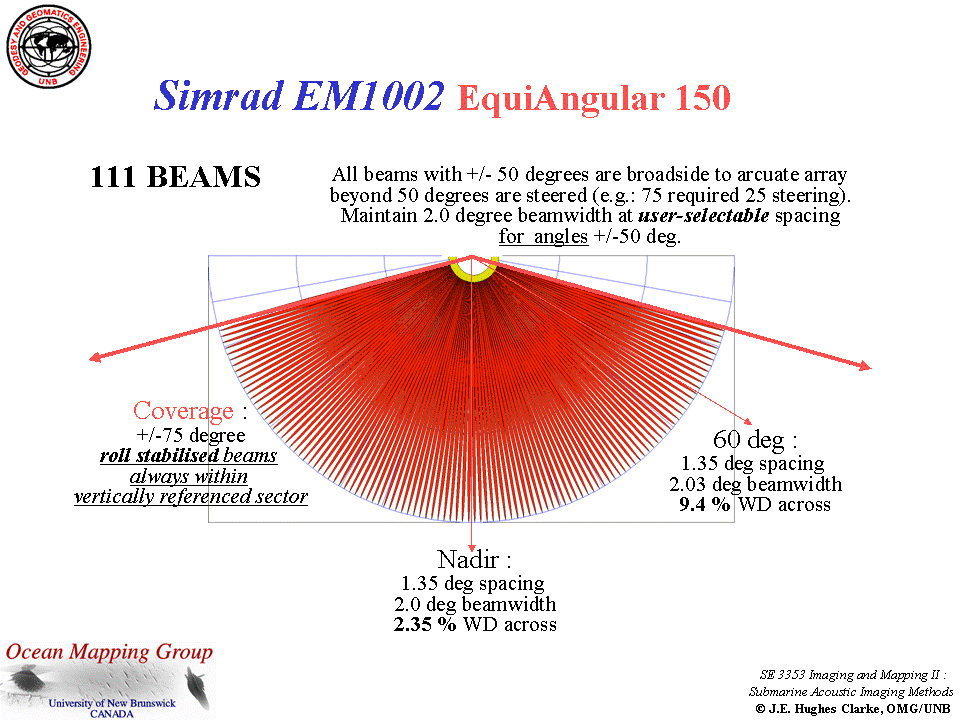 GEODESY AND GEOMATICS ENGINEERING
UNB
Simrad EM1002 EquiAngular 150
111 BEAMS
All beams with +/- 50 degrees are broadside to arcuate array
beyond 50 degrees are steered (e.g.: 75 required 25 steering).
Maintain 2.0 degree beamwidth at user-selectable spacing
for angles +/-50 deg.
Coverage :
+/-75 degree
roll stabilised beams
always within
vertically referenced sector
60 deg :
1.35 deg spacing
2.03 deg beamwidth
9.4 % WD across
Nadir :
1.35 deg spacing
2.0 deg beamwidth
2.35 % WD across
Ocean Mapping Group
University of New Brunswick
CANADA
SE 3353 Imaging and Mapping II :
Submarine Acoustic Imaging Methods
© J.E. Hughes Clarke, OMG/UNB